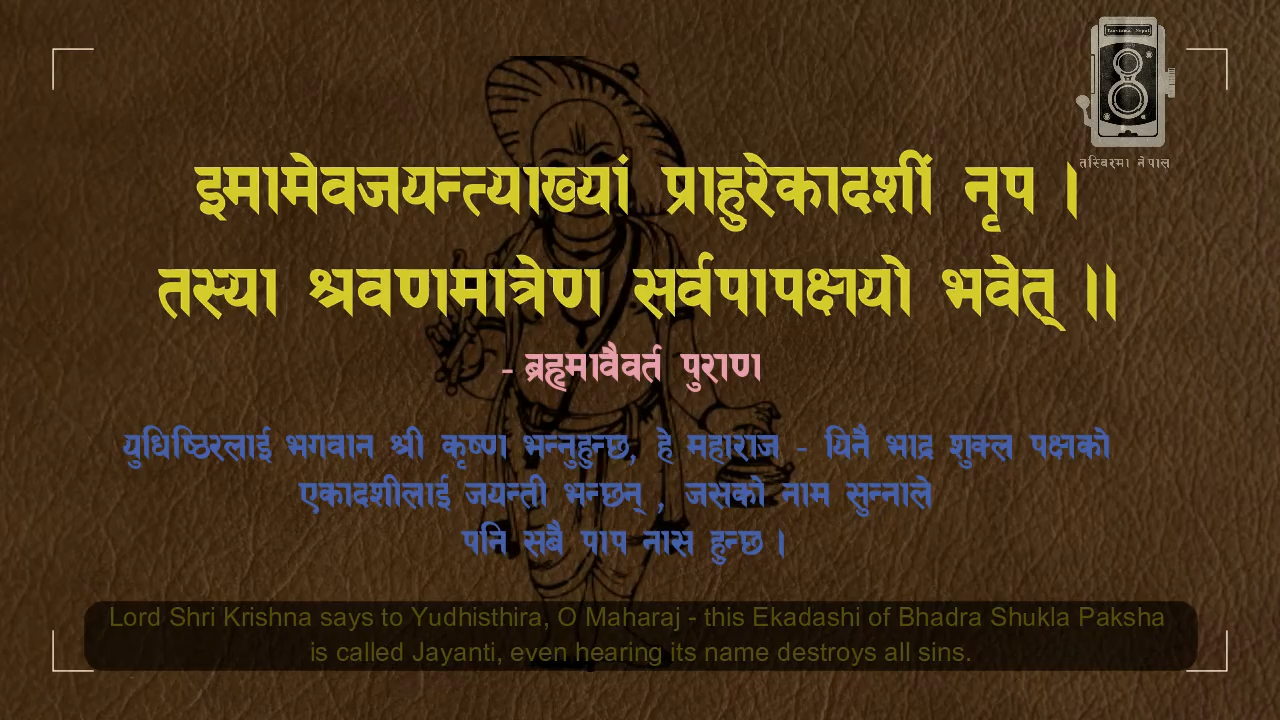 तस्बिरमा नेपाल
इमामेवजयन्त्याख्यां प्राहुरेकादशीं नृप ।
तस्या श्रवणमात्रेण सर्वपापक्षयो भवेत् ॥
- ब्रह्मावैवर्त पुराण
युधिष्ठिरलाई भगवान श्री कृष्ण भन्नुहुन्छ, हे महाराज - यिनै भाद्र शुक्ल पक्षको
एकादशीलाई जयन्ती भन्छन् , जसको नाम सुन्नाले
पनि सबै पाप नास हुन्छ ।
Lord Shri Krishna says to Yudhisthira, O Maharaj - this Ekadashi of Bhadra Shukla Paksha
is called Jayanti, even hearing its name destroys all sins.